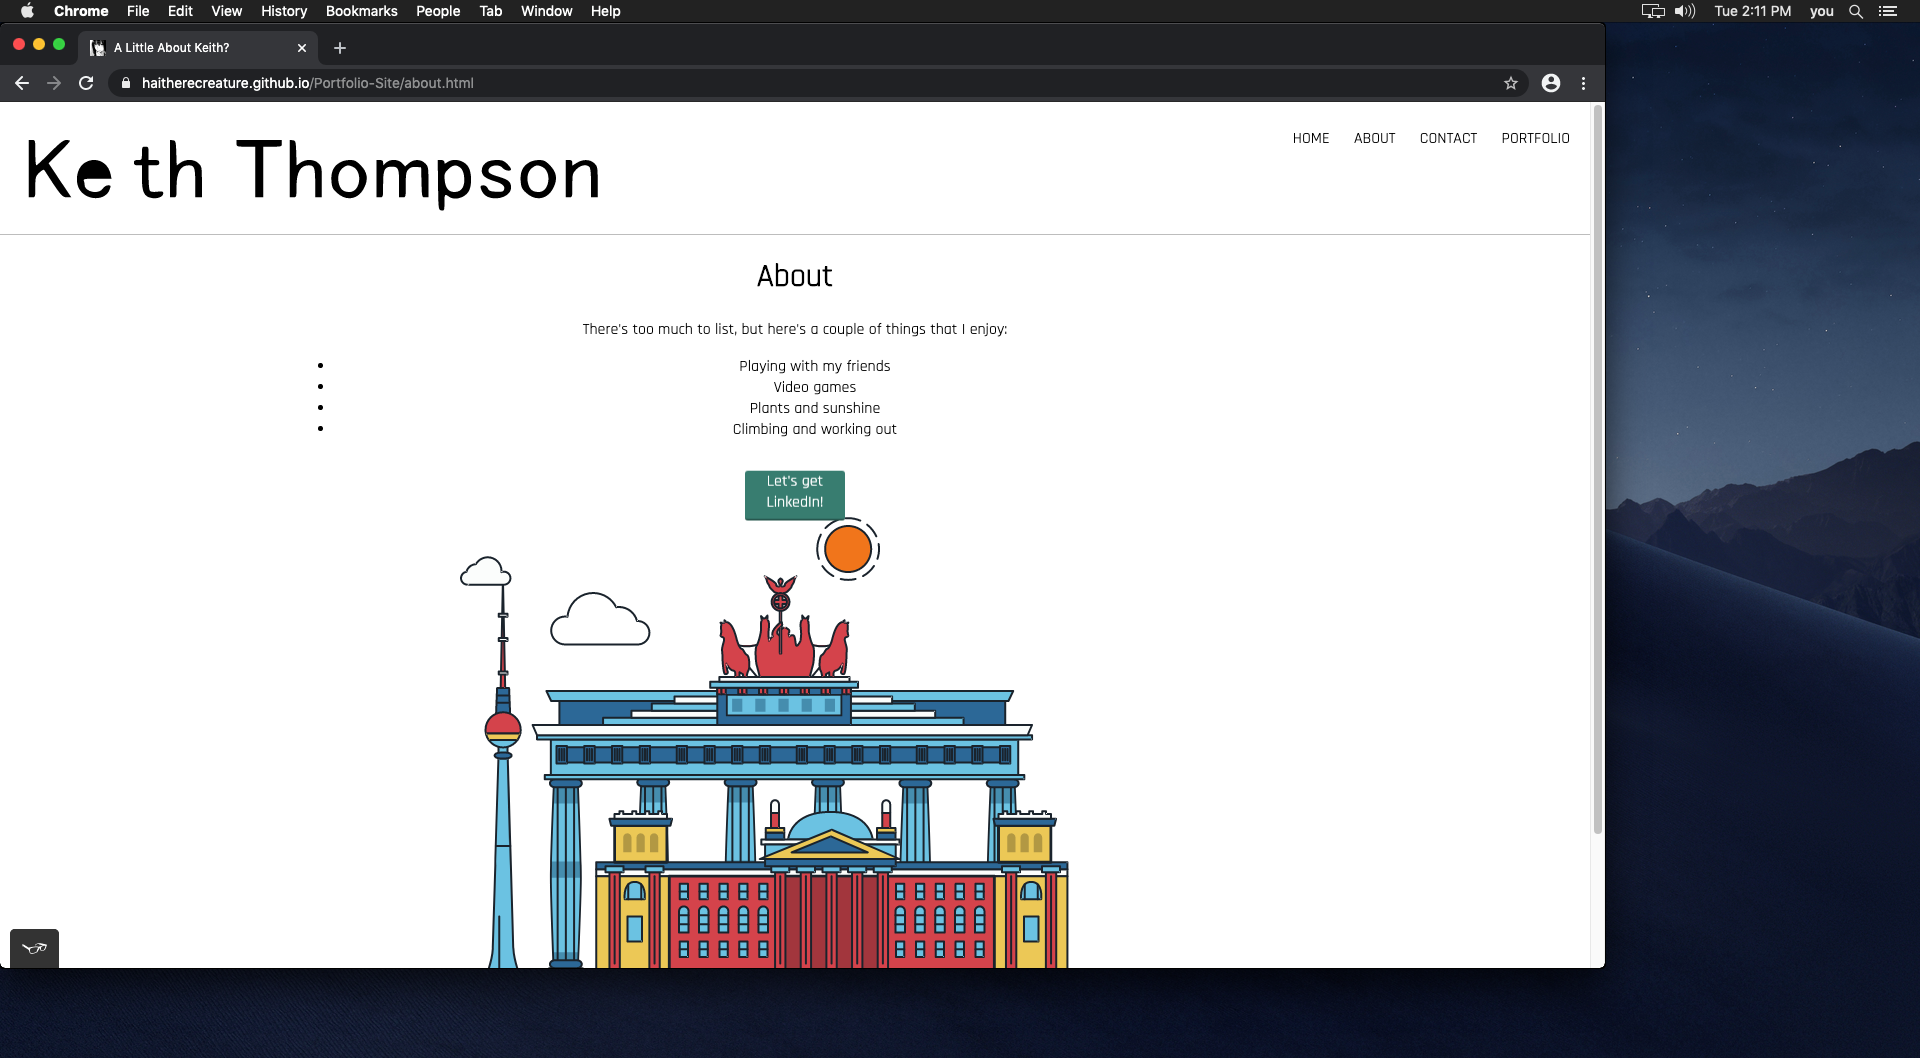 Chrome File Edit View History Bookmarks People Tab Window Help Tue 2:11 PM you
A Little About Keith?
haitherecreature.github.io/Portfolio-Site/about.html
Ke th Thompson
HOME ABOUT CONTACT PORTFOLIO
About
There's too much to list, but here's a couple of things that I enjoy:
• Playing with my friends
• Video games
• Plants and sunshine
• Climbing and working out
Let's get
LinkedIn!